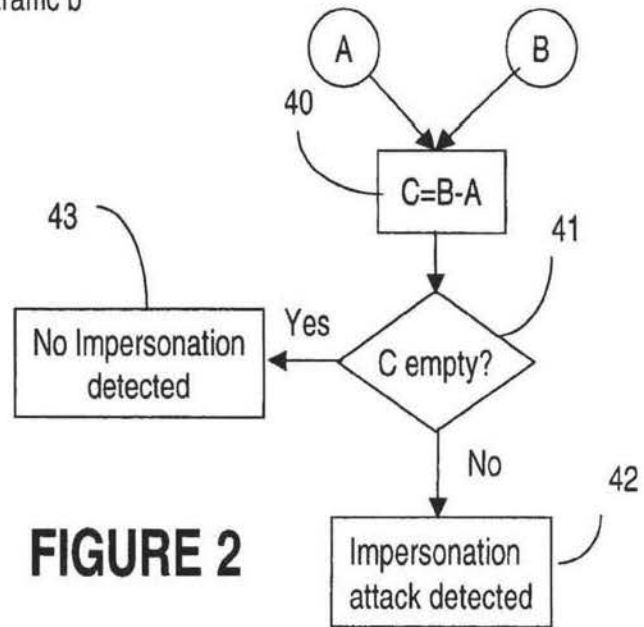 b
A
B
40
C=B-A
43
41
No Impersonation
detected
Yes
C empty?
No
42
FIGURE 2
Impersonation
attack detected